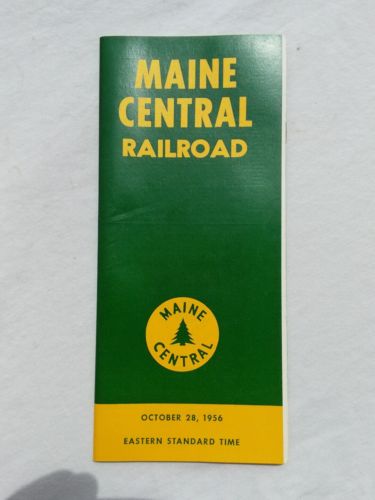 MAINE
CENTRAL
RAILROAD
MAINE
CENTRAL
OCTOBER 28, 1956
EASTERN STANDARD TIME